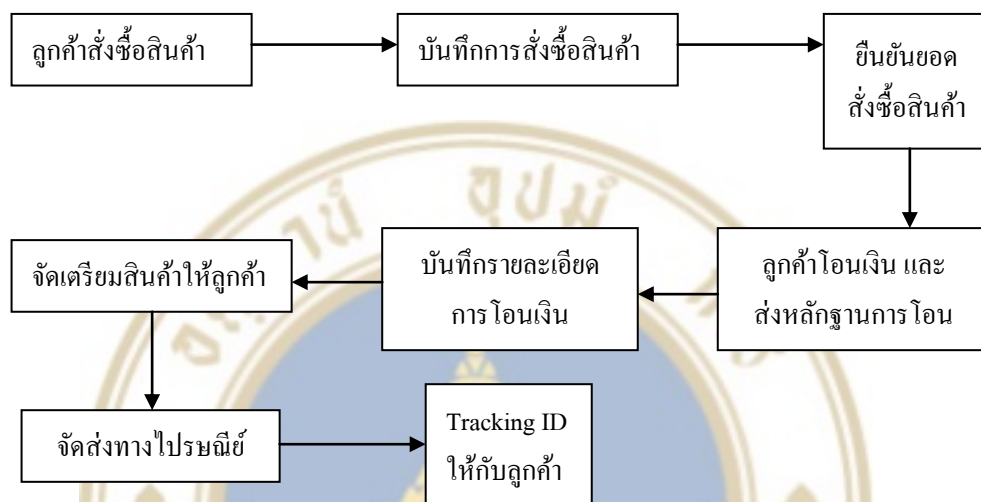 ลูกค้าสั่งซื้อสินค้า
บันทึกการสั่งซื้อสินค้า
ยืนยันยอด
สั่งซื้อสินค้า
ลูกค้าโอนเงิน และ
ส่งหลักฐานการโอน
บันทึกรายละเอียด
การโอนเงิน
จัดเตรียมสินค้าให้ลูกค้า
จัดส่งทางไปรษณีย์
Tracking ID
ให้กับลูกค้า
อุปมํ